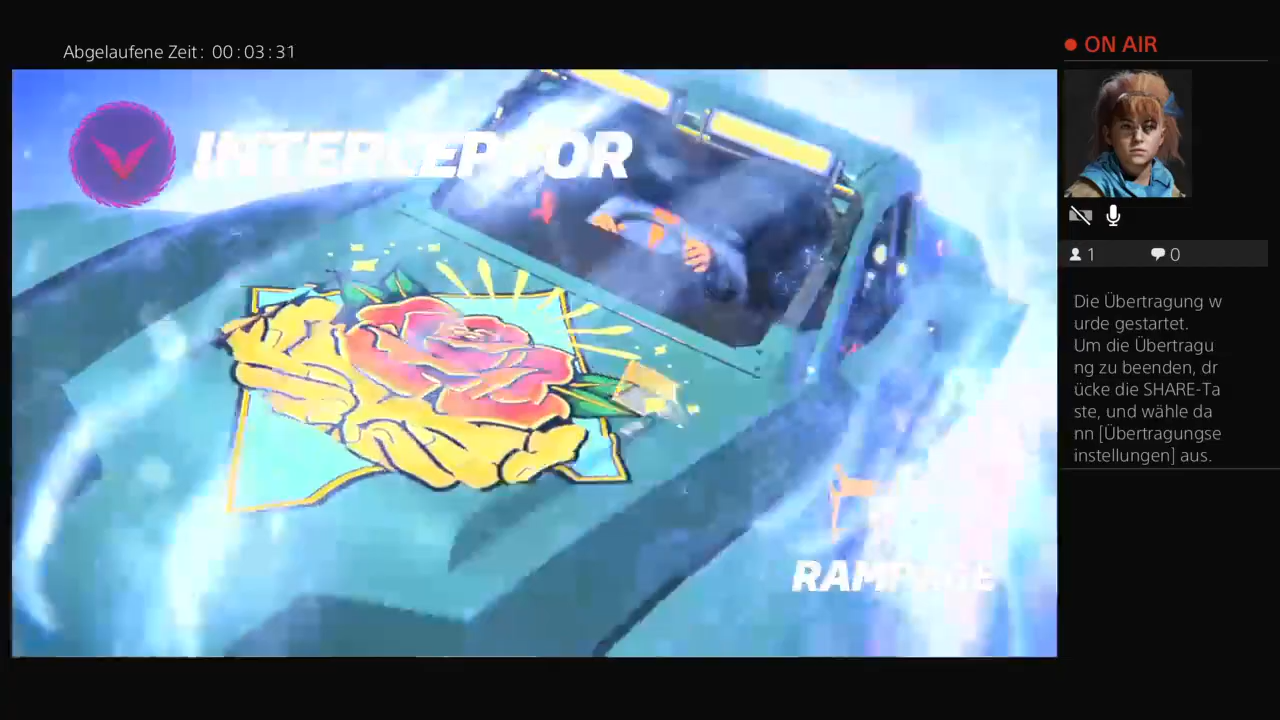 Abgelaufene Zeit: 00:03:31
ON AIR
INTERCEPTOR
1 0
Die Übertragung w
urde gestartet.
Um die Übertragu
ng zu beenden, dr
ücke die SHARE-Ta
ste, und wähle da
nn [Übertragungse
instellungen] aus.
RAMPAGE